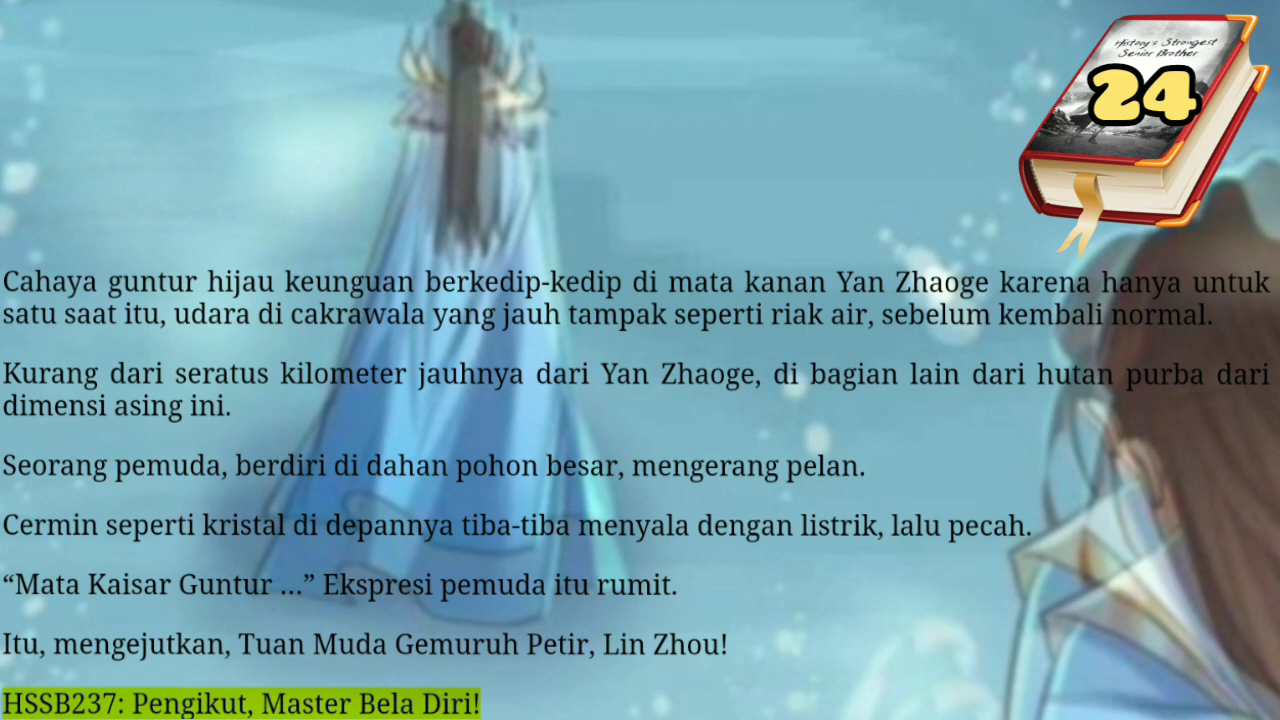 History's Strongest
Senior Brother
24
Cahaya guntur hijau keunguan berkedip-kedip di mata kanan Yan Zhaoge karena hanya untuk
satu saat itu, udara di cakrawala yang jauh tampak seperti riak air, sebelum kembali normal.
Kurang dari seratus kilometer jauhnya dari Yan Zhaoge, di bagian lain dari hutan purba dari
dimensi asing ini.
Seorang pemuda, berdiri di dahan pohon besar, mengerang pelan.
Cermin seperti kristal di depannya tiba-tiba menyala dengan listrik, lalu pecah.
“Mata Kaisar Guntur ...” Ekspresi pemuda itu rumit.
Itu, mengejutkan, Tuan Muda Gemuruh Petir, Lin Zhou!
HSSB237: Pengikut, Master Bela Diri!